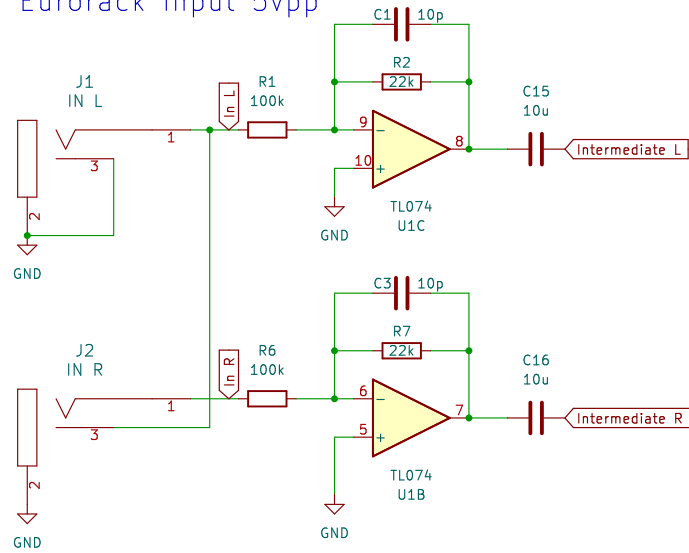 Eurorack Input 5vpp
C1 10p
J1
IN L
In L
R1
100k
R2
22k
C15
10u
1
9
8
Intermediate L
3
10
TL074
U1C
2
GND
GND
C3 10p
J2
IN R
In R
R6
100k
R7
22k
C16
10u
1
6
7
Intermediate R
3
5
TL074
U1B
2
GND
GND